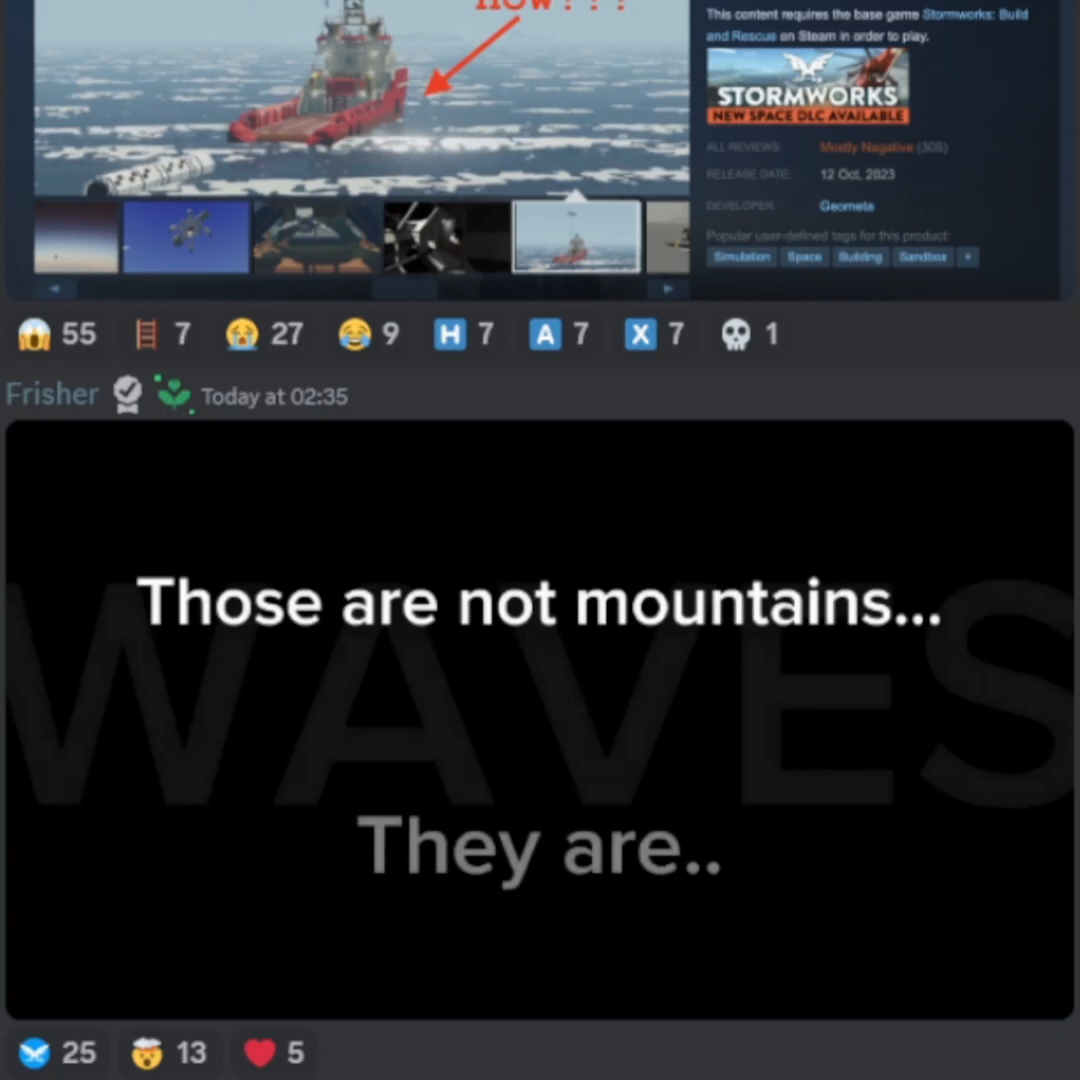 HOW???
This content requires the base game Stormworks: Build
and Rescue on Steam in order to play.
STORMWORKS
NEW SPACE DLC AVAILABLE
ALL REVIEWS: Mostly Negative (305)
RELEASE DATE: 12 Oct, 2023
DEVELOPER: Geometa
Popular user-defined tags for this product:
Simulation Space Building Sandbox +
55 7 27 9 H 7 A 7 X 7 1
Frisher Today at 02:35
Those are not mountains...
WAVES
They are..
25 13 5